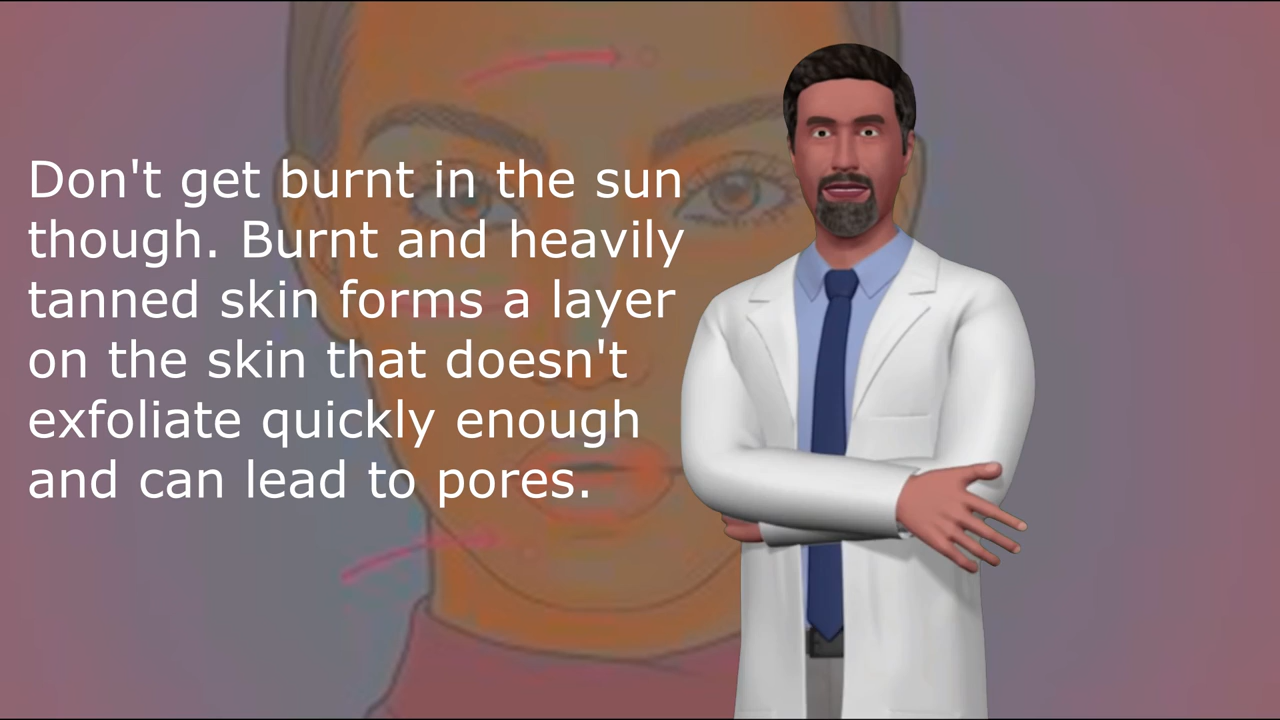 Don't get burnt in the sun
though. Burnt and heavily
tanned skin forms a layer
on the skin that doesn't
exfoliate quickly enough
and can lead to pores.